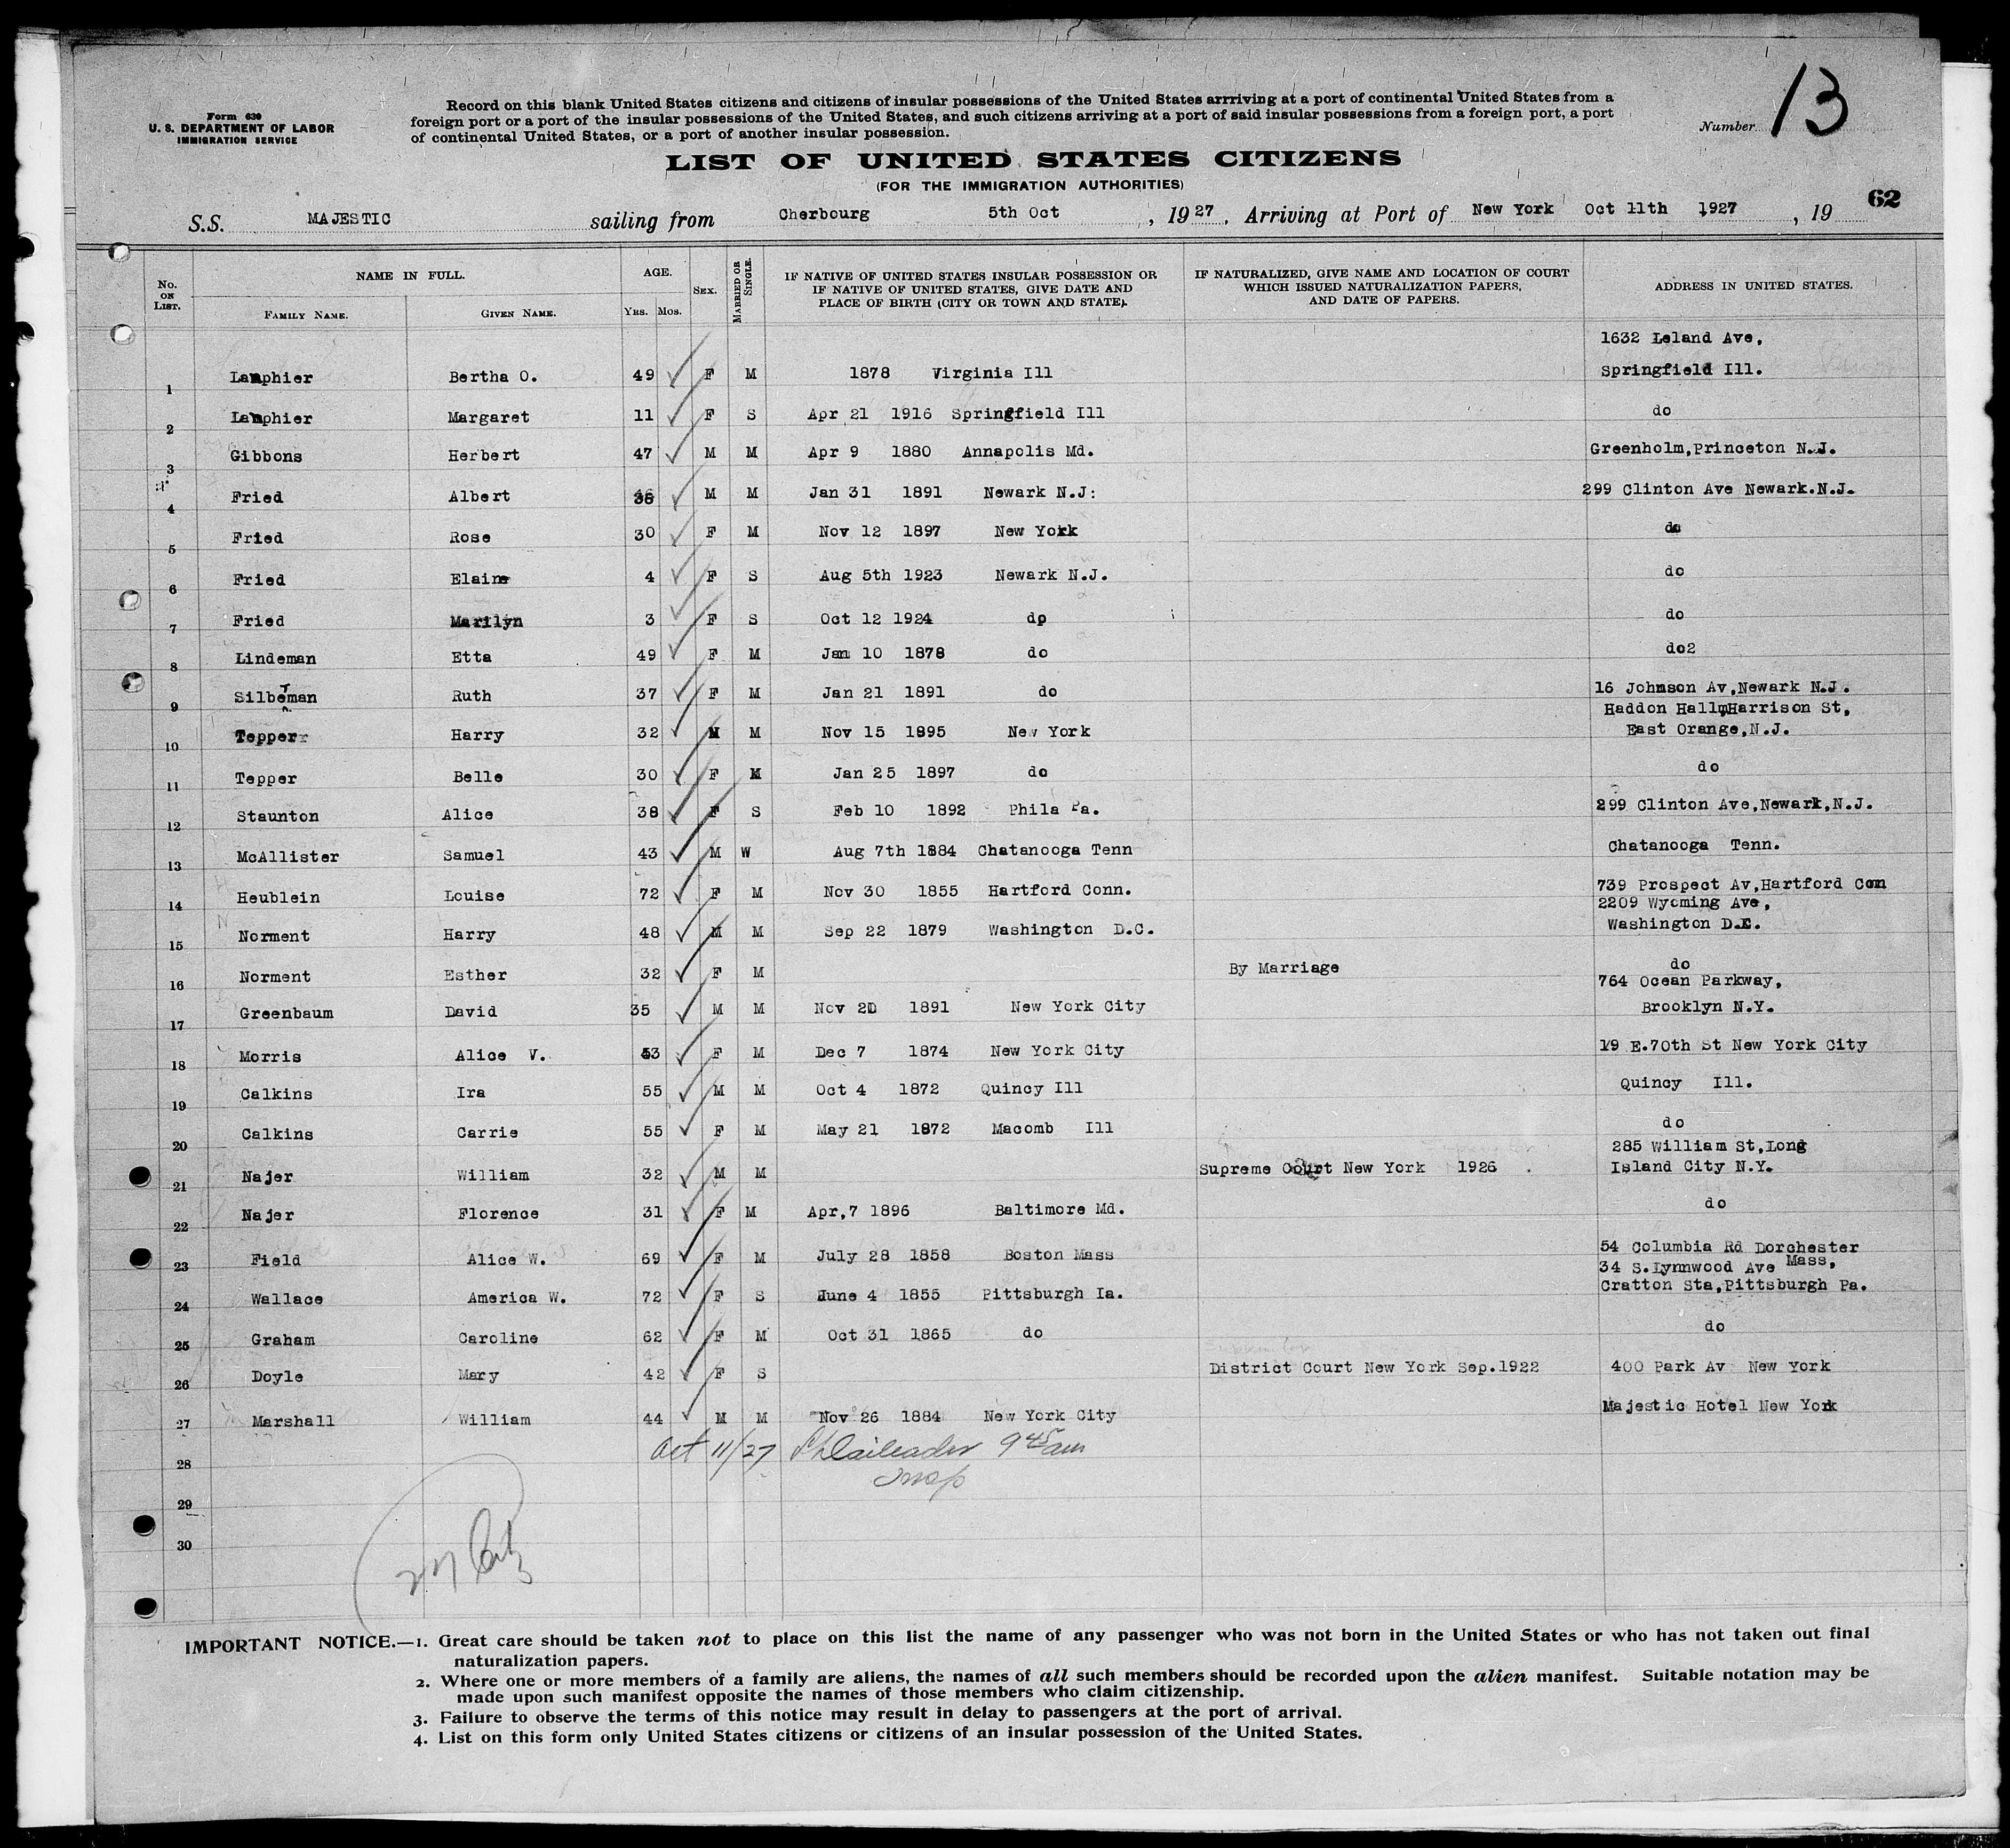 13
Form 630
U. S. DEPARTMENT OF LABOR
IMMIGRATION SERVICE
Record on this blank United States citizens and citizens of insular possessions of the United States arrriving at a port of continental United States from a
foreign port or a port of the insular possessions of the United States, and such citizens arriving at a port of said insular possessions from a foreign port, a port
of continental United States, or a port of another insular possession.
Number
LIST OF UNITED STATES CITIZENS
(FOR THE IMMIGRATION AUTHORITIES)
62
S.S. MAJESTIC sailing from Cherbourg 5th Oct , 1927 , Arriving at Port of New York Oct 11th 1927 , 19
No. ON LIST. NAME IN FULL. AGE. SEX. MARRIED OR SINGLE. IF NATIVE OF UNITED STATES INSULAR POSSESSION OR IF NATIVE OF UNITED STATES, GIVE DATE AND PLACE OF BIRTH (CITY OR TOWN AND STATE). IF NATURALIZED, GIVE NAME AND LOCATION OF COURT WHICH ISSUED NATURALIZATION PAPERS, AND DATE OF PAPERS. ADDRESS IN UNITED STATES.
FAMILY NAME. GIVEN NAME. YRS. MOS.
1632 Leland Ave,
1 Lanphier Bertha O. 49 F M 1878 Virginia Ill Springfield Ill.
2 Lanphier Margaret 11 F S Apr 21 1916 Springfield Ill do
3 Gibbons Herbert 47 M M Apr 9 1880 Annapolis Md. Greenholm,Princeton N.J.
4 Fried Albert 36 M M Jan 31 1891 Newark N.J: 299 Clinton Ave Newark.N.J.
5 Fried Rose 30 F M Nov 12 1897 New York do
6 Fried Elaine 4 F S Aug 5th 1923 Newark N.J. do
7 Fried Marilyn 3 F S Oct 12 1924 do do
8 Lindeman Etta 49 F M Jan 10 1878 do do2
9 Silberman Ruth 37 F M Jan 21 1891 do 16 Johnson Av,Newark N.J.
Haddon Hall,Harrison St,
10 Tepper Harry 32 M M Nov 15 1895 New York East Orange,N.J.
11 Tepper Belle 30 F M Jan 25 1897 do do
12 Staunton Alice 38 F S Feb 10 1892 Phila Pa. 299 Clinton Ave,Newark,N.J.
13 McAllister Samuel 43 M W Aug 7th 1884 Chatanooga Tenn Chatanooga Tenn.
14 Heublein Louise 72 F M Nov 30 1855 Hartford Conn. 739 Prospect Av,Hartford Con
2209 Wyoming Ave,
15 Norment Harry 48 M M Sep 22 1879 Washington D.C. Washington D.C.
16 Norment Esther 32 F M By Marriage do
764 Ocean Parkway,
17 Greenbaum David 35 M M Nov 20 1891 New York City Brooklyn N.Y.
18 Morris Alice V. 53 F M Dec 7 1874 New York City 19 E.70th St New York City
19 Calkins Ira 55 M M Oct 4 1872 Quincy Ill Quincy Ill.
20 Calkins Carrie 55 F M May 21 1872 Macomb Ill do
285 William St,Long
21 Najer William 32 M M Supreme Court New York 1926 . Island City N.Y.
22 Najer Florence 31 F M Apr,7 1896 Baltimore Md. do
23 Field Alice W. 69 F M July 28 1858 Boston Mass 54 Columbia Rd Dorchester Mass,
34 S.Lynnwood Ave
24 Wallace America W. 72 F S June 4 1855 Pittsburgh Ia. Cratton Sta,Pittsburgh Pa.
25 Graham Caroline 62 F M Oct 31 1865 do do
26 Doyle Mary 42 F S District Court New York Sep.1922 400 Park Av New York
27 Marshall William 44 M M Nov 26 1884 New York City Majestic Hotel New York
Oct 11/27 9 45 am
28
Insp
29
30
27 Citz
IMPORTANT NOTICE.—1. Great care should be taken not to place on this list the name of any passenger who was not born in the United States or who has not taken out final
naturalization papers.
2. Where one or more members of a family are aliens, the names of all such members should be recorded upon the alien manifest. Suitable notation may be
made upon such manifest opposite the names of those members who claim citizenship.
3. Failure to observe the terms of this notice may result in delay to passengers at the port of arrival.
4. List on this form only United States citizens or citizens of an insular possession of the United States.